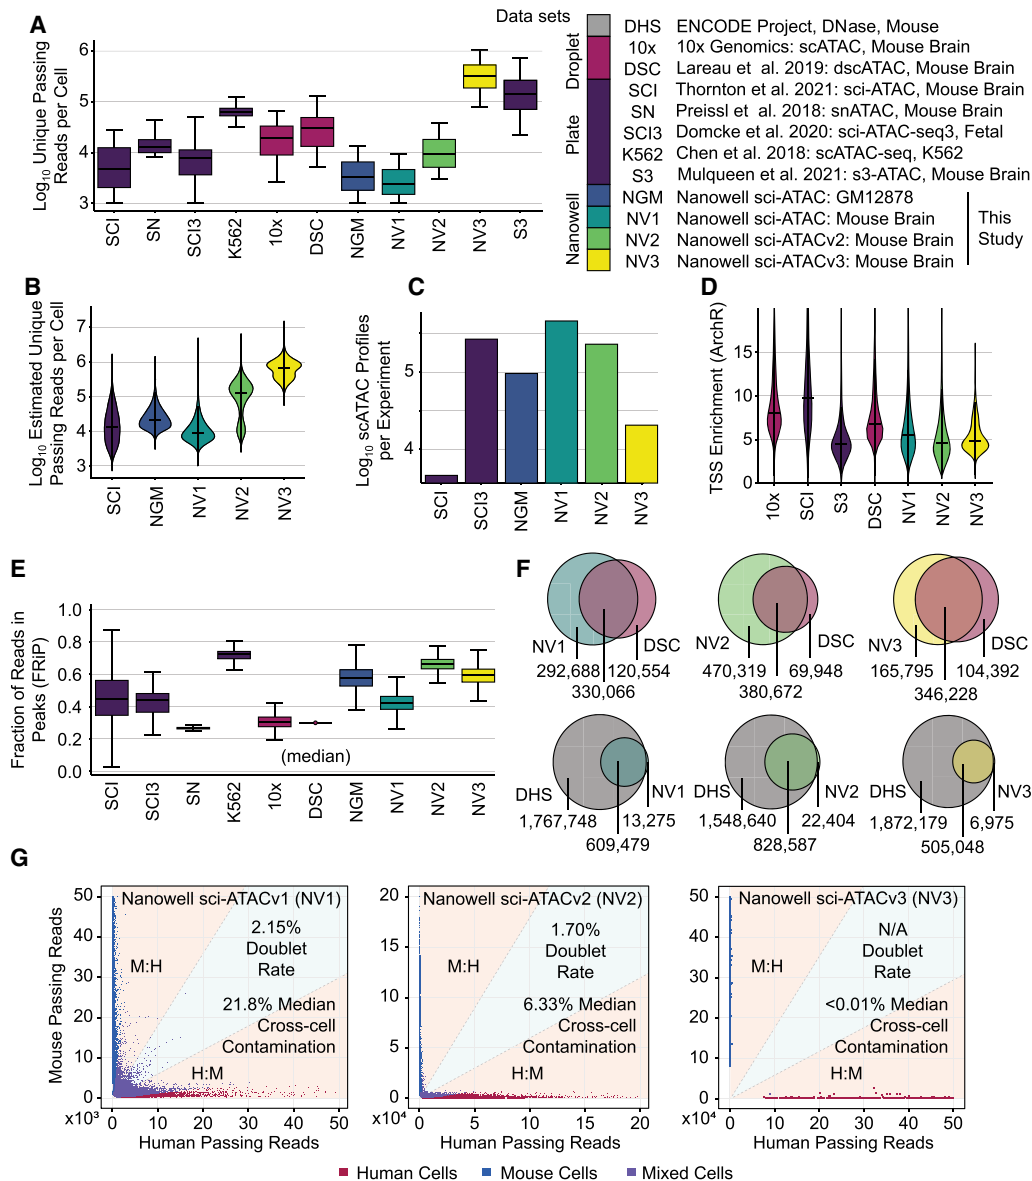 A
Log10 Unique Passing
Reads per Cell
6
5
4
3
SCI
SN
SCI3
K562
10x
DSC
NGM
NV1
NV2
NV3
S3
Data sets
Droplet
Plate
Nanowell
DHS ENCODE Project, DNase, Mouse
10x 10x Genomics: scATAC, Mouse Brain
DSC Lareau et al. 2019: dscATAC, Mouse Brain
SCI Thornton et al. 2021: sci-ATAC, Mouse Brain
SN Preissl et al. 2018: snATAC, Mouse Brain
SCI3 Domcke et al. 2020: sci-ATAC-seq3, Fetal
K562 Chen et al. 2018: scATAC-seq, K562
S3 Mulqueen et al. 2021: s3-ATAC, Mouse Brain
NGM Nanowell sci-ATAC: GM12878
NV1 Nanowell sci-ATAC: Mouse Brain
NV2 Nanowell sci-ATACv2: Mouse Brain
NV3 Nanowell sci-ATACv3: Mouse Brain
This
Study
B
Log10 Estimated Unique
Passing Reads per Cell
7
6
5
4
3
SCI
NGM
NV1
NV2
NV3
C
Log10 scATAC Profiles
per Experiment
5
4
SCI
SCI3
NGM
NV1
NV2
NV3
D
TSS Enrichment (ArchR)
15
10
5
0
10x
SCI
S3
DSC
NV1
NV2
NV3
E
Fraction of Reads in
Peaks (FRiP)
1.0
0.8
0.6
0.4
0.2
0.0
(median)
SCI
SCI3
SN
K562
10x
DSC
NGM
NV1
NV2
NV3
F
NV1 DSC
292,688 120,554
330,066
NV2 DSC
470,319 69,948
380,672
NV3 DSC
165,795 104,392
346,228
DHS NV1
1,767,748 13,275
609,479
DHS NV2
1,548,640 22,404
828,587
DHS NV3
1,872,179 6,975
505,048
G
Mouse Passing Reads
50
40
30
20
10
0
x10³
Nanowell sci-ATACv1 (NV1)
2.15%
Doublet
Rate
M:H
21.8% Median
Cross-cell
Contamination
H:M
0 10 20 30 40 50
Human Passing Reads
20
15
10
5
0
x10⁴
Nanowell sci-ATACv2 (NV2)
1.70%
Doublet
Rate
M:H
6.33% Median
Cross-cell
Contamination
H:M
0 5 10 15 20
Human Passing Reads
50
40
30
20
10
0
x10⁴
Nanowell sci-ATACv3 (NV3)
N/A
Doublet
Rate
M:H
<0.01% Median
Cross-cell
Contamination
H:M
0 10 20 30 40 50
Human Passing Reads
Human Cells Mouse Cells Mixed Cells